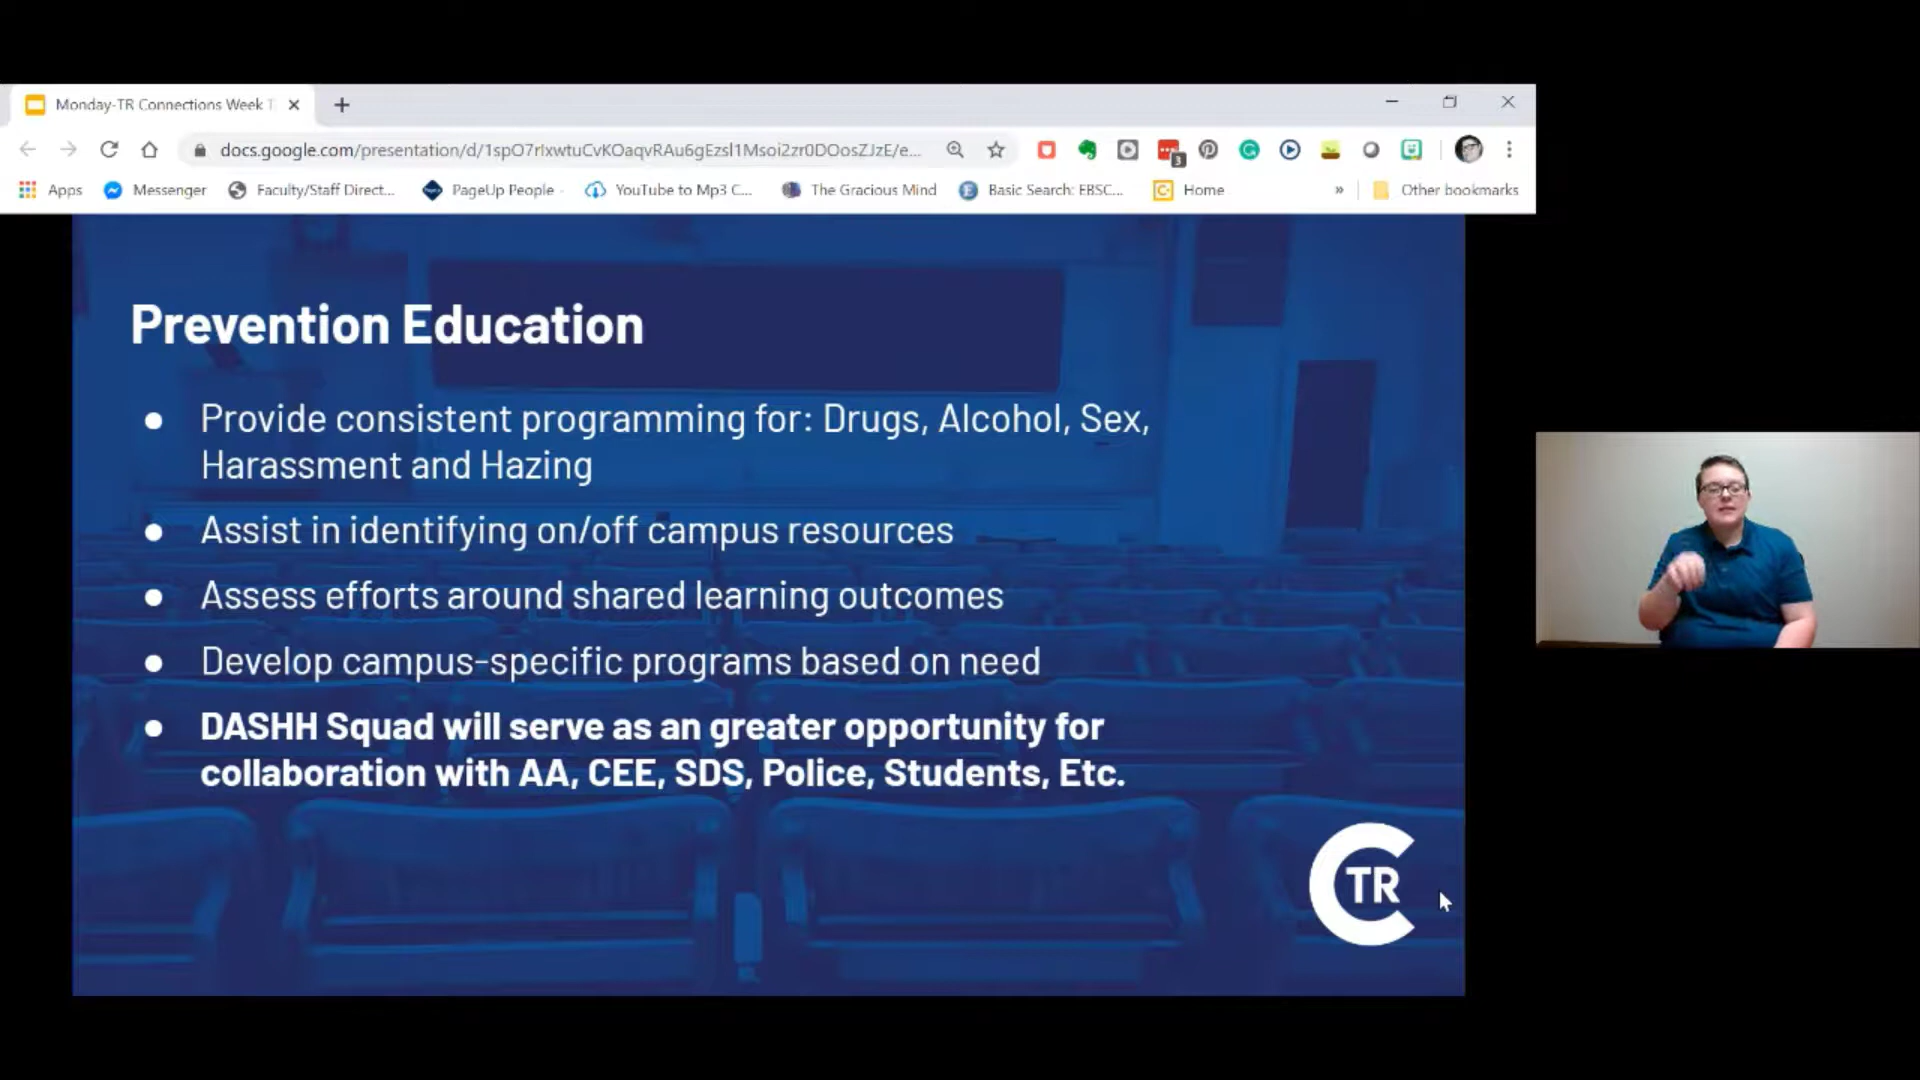 Monday-TR Connections Week T
docs.google.com/presentation/d/1spO7rIxwtuCvKOaqvRAu6gEzsl1Msoi2zr0DOosZJzE/e...
3
Apps Messenger Faculty/Staff Direct... PageUp People - YouTube to Mp3 C... The Gracious Mind Basic Search: EBSC... Home » Other bookmarks
Prevention Education
● Provide consistent programming for: Drugs, Alcohol, Sex,
Harassment and Hazing
● Assist in identifying on/off campus resources
● Assess efforts around shared learning outcomes
● Develop campus-specific programs based on need
● DASHH Squad will serve as an greater opportunity for
collaboration with AA, CEE, SDS, Police, Students, Etc.
CTR